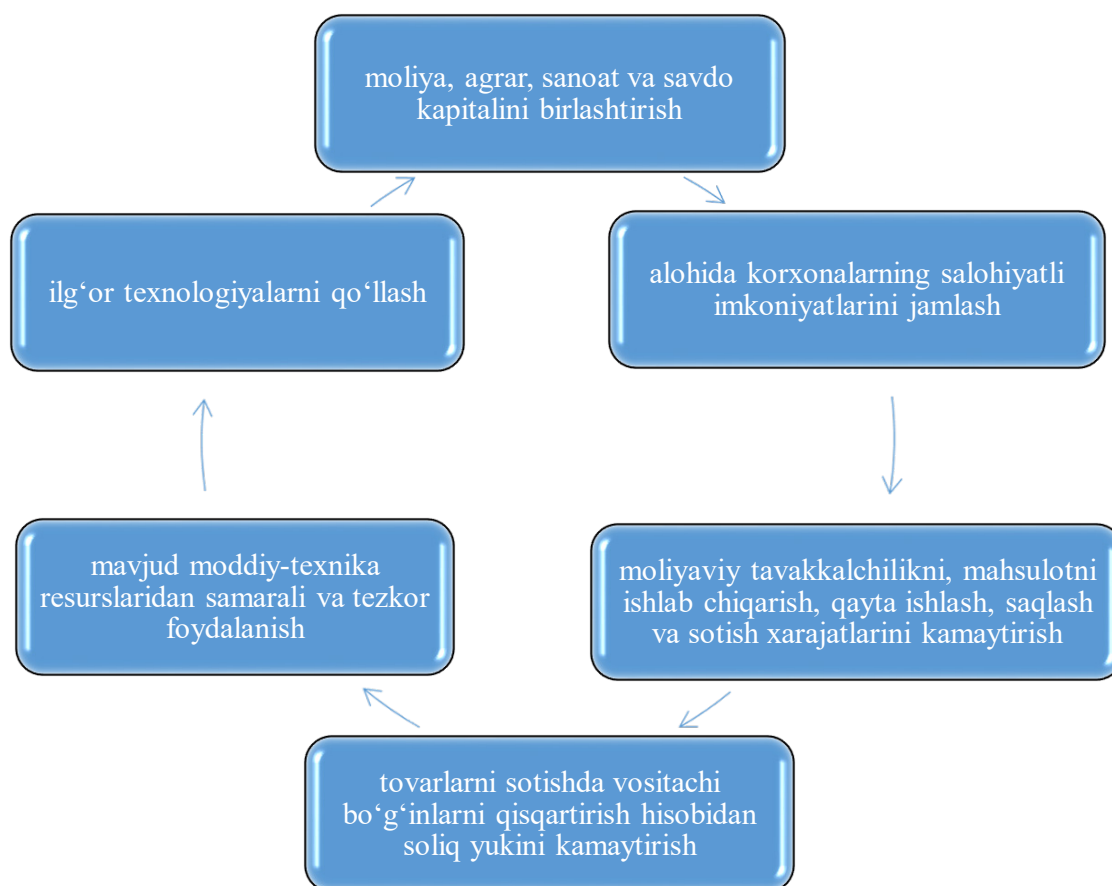 moliya, agrar, sanoat va savdo
kapitalini birlashtirish
alohida korxonalarning salohiyatli
imkoniyatlarini jamlash
moliyaviy tavakkalchilikni, mahsulotni
ishlab chiqarish, qayta ishlash, saqlash
va sotish xarajatlarini kamaytirish
tovarlarni sotishda vositachi
bo‘g‘inlarni qisqartirish hisobidan
soliq yukini kamaytirish
mavjud moddiy-texnika
resurslaridan samarali va tezkor
foydalanish
ilg‘or texnologiyalarni qo‘llash